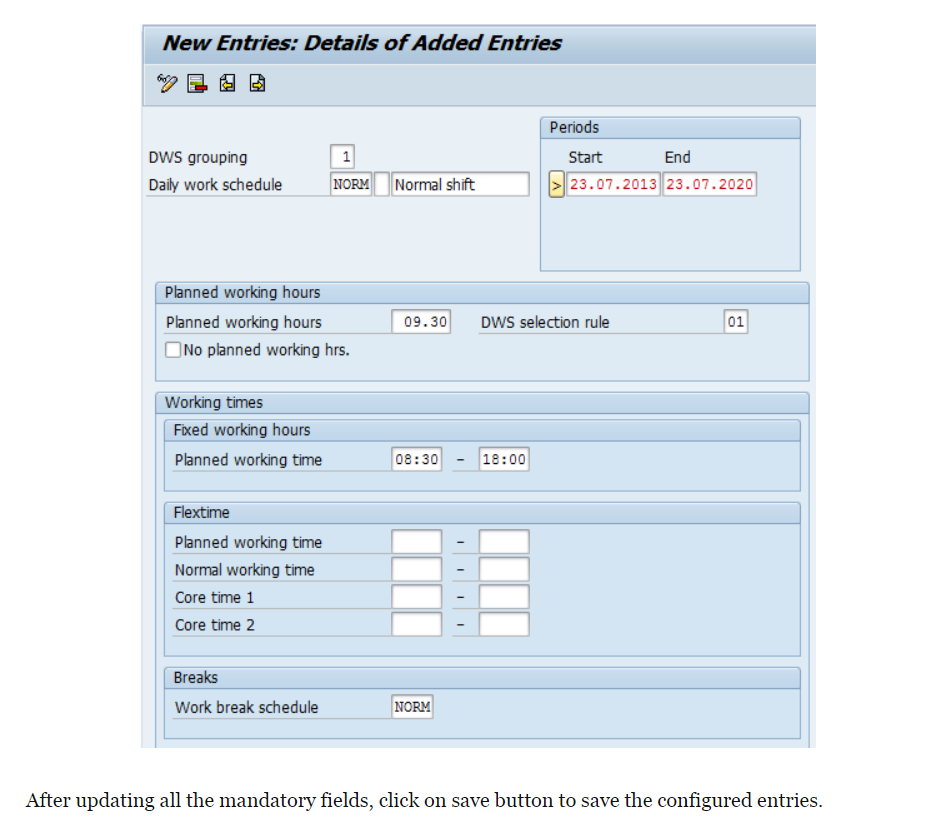 New Entries: Details of Added Entries
Periods
DWS grouping 1 Start End
Daily work schedule NORM Normal shift > 23.07.2013 23.07.2020
Planned working hours
Planned working hours 09.30 DWS selection rule 01
No planned working hrs.
Working times
Fixed working hours
Planned working time 08:30 - 18:00
Flextime
Planned working time -
Normal working time -
Core time 1 -
Core time 2 -
Breaks
Work break schedule NORM
After updating all the mandatory fields, click on save button to save the configured entries.